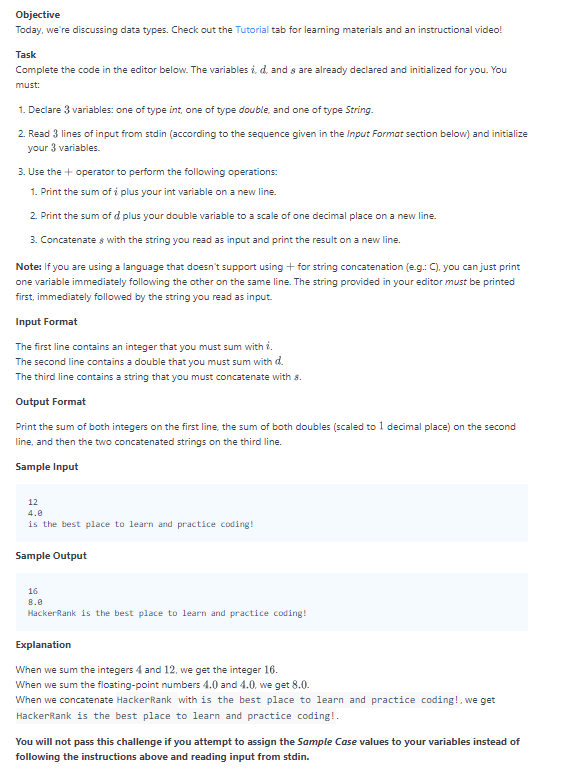 Objective
Today, we're discussing data types. Check out the Tutorial tab for learning materials and an instructional video!
Task
Complete the code in the editor below. The variables i, d, and s are already declared and initialized for you. You
must:
1. Declare 3 variables: one of type int, one of type double, and one of type String.
2. Read 3 lines of input from stdin (according to the sequence given in the Input Format section below) and initialize
your 3 variables.
3. Use the + operator to perform the following operations:
1. Print the sum of i plus your int variable on a new line.
2. Print the sum of d plus your double variable to a scale of one decimal place on a new line.
3. Concatenate s with the string you read as input and print the result on a new line.
Note: If you are using a language that doesn't support using + for string concatenation (e.g.: C), you can just print
one variable immediately following the other on the same line. The string provided in your editor must be printed
first, immediately followed by the string you read as input.
Input Format
The first line contains an integer that you must sum with i.
The second line contains a double that you must sum with d.
The third line contains a string that you must concatenate with s.
Output Format
Print the sum of both integers on the first line, the sum of both doubles (scaled to 1 decimal place) on the second
line, and then the two concatenated strings on the third line.
Sample Input
12
4.0
is the best place to learn and practice coding!
Sample Output
16
8.0
HackerRank is the best place to learn and practice coding!
Explanation
When we sum the integers 4 and 12, we get the integer 16.
When we sum the floating-point numbers 4.0 and 4.0, we get 8.0.
When we concatenate HackerRank with is the best place to learn and practice coding!, we get
HackerRank is the best place to learn and practice coding!.
You will not pass this challenge if you attempt to assign the Sample Case values to your variables instead of
following the instructions above and reading input from stdin.